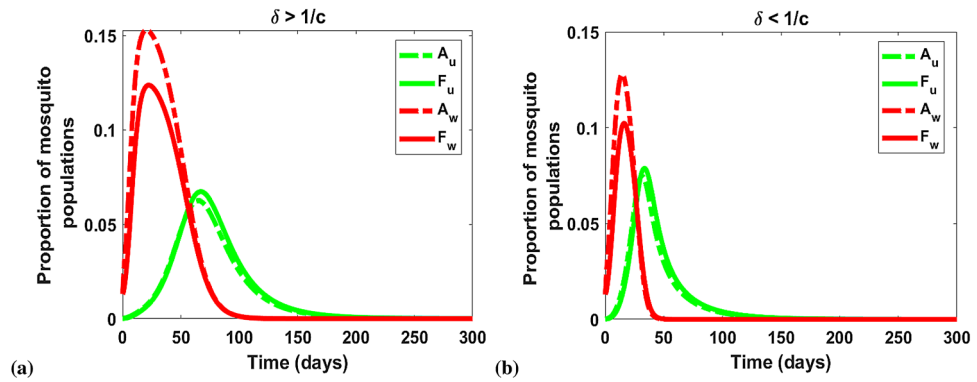 δ > 1/c
0.15
0.1
0.05
0
Proportion of mosquito
populations
A_u
F_u
A_w
F_w
0 50 100 150 200 250 300
Time (days)
(a)
δ < 1/c
0.15
0.1
0.05
0
Proportion of mosquito
populations
A_u
F_u
A_w
F_w
0 50 100 150 200 250 300
Time (days)
(b)